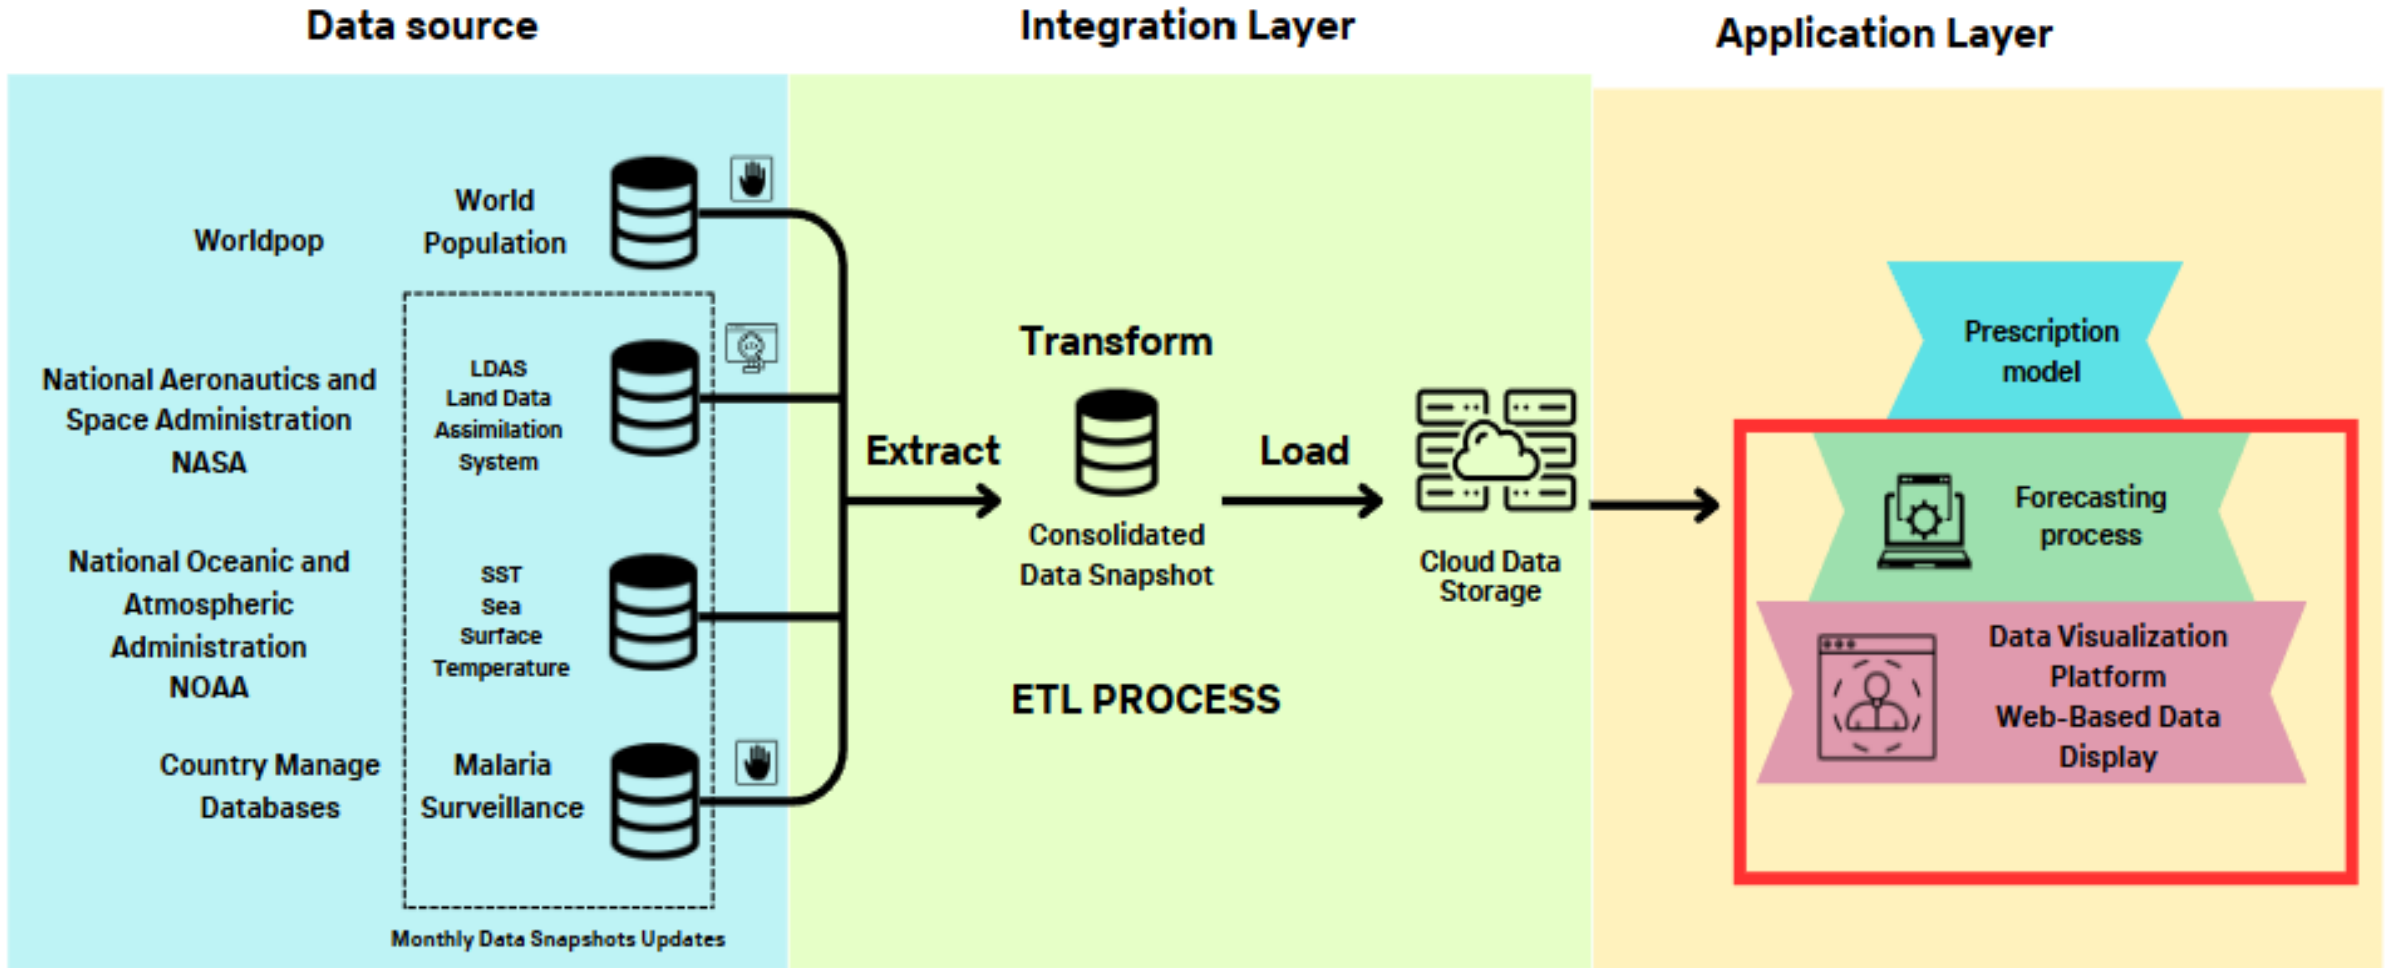 Data source
Integration Layer
Application Layer
Worldpop
World
Population
National Aeronautics and
Space Administration
NASA
LDAS
Land Data
Assimilation
System
National Oceanic and
Atmospheric
Administration
NOAA
SST
Sea
Surface
Temperature
Country Manage
Databases
Malaria
Surveillance
Monthly Data Snapshots Updates
Extract
Transform
Consolidated
Data Snapshot
Load
Cloud Data
Storage
ETL PROCESS
Prescription
model
Forecasting
process
Data Visualization
Platform
Web-Based Data
Display